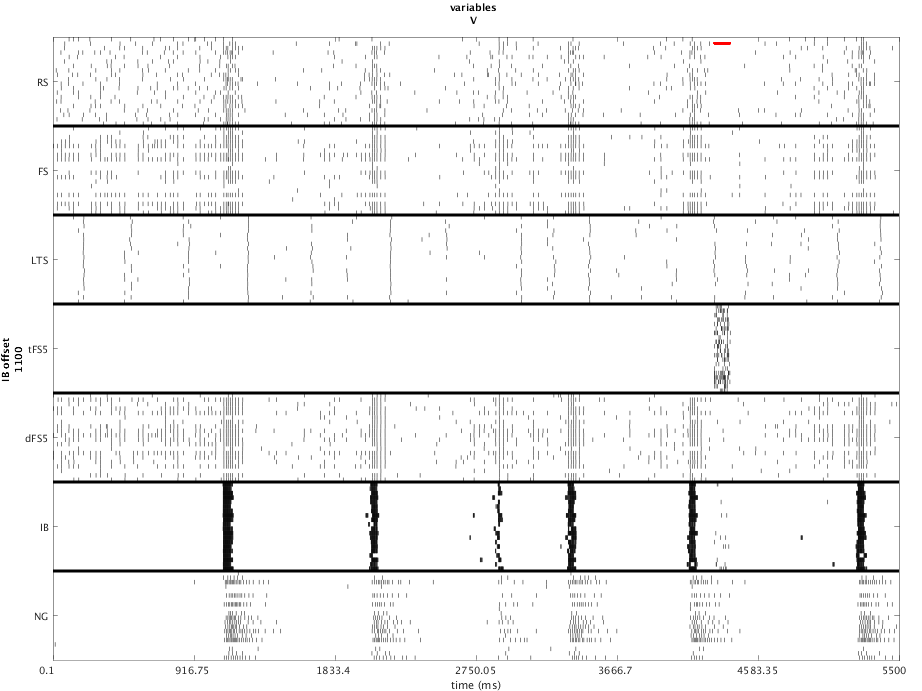 variables
V
RS
FS
LTS
tFS5
dFS5
IB
NG
IB offset
1100
0.1 916.75 1833.4 2750.05 3666.7 4583.35 5500
time (ms)